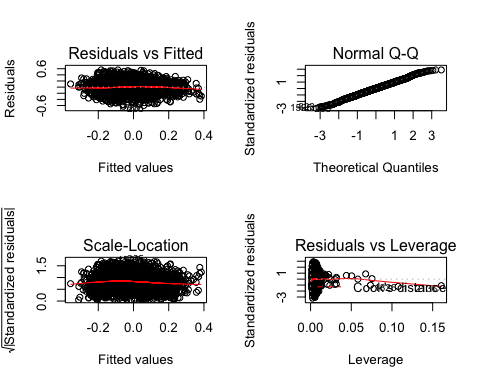 Residuals vs Fitted
Residuals
-0.6 0.6
-0.2 0.0 0.2 0.4
Fitted values
Normal Q-Q
Standardized residuals
-3 1
-3 -1 1 2 3
Theoretical Quantiles
Scale-Location
√|Standardized residuals|
0.0 1.5
-0.2 0.0 0.2 0.4
Fitted values
Residuals vs Leverage
Standardized residuals
-3 1
Cook's distance
0.00 0.05 0.10 0.15
Leverage